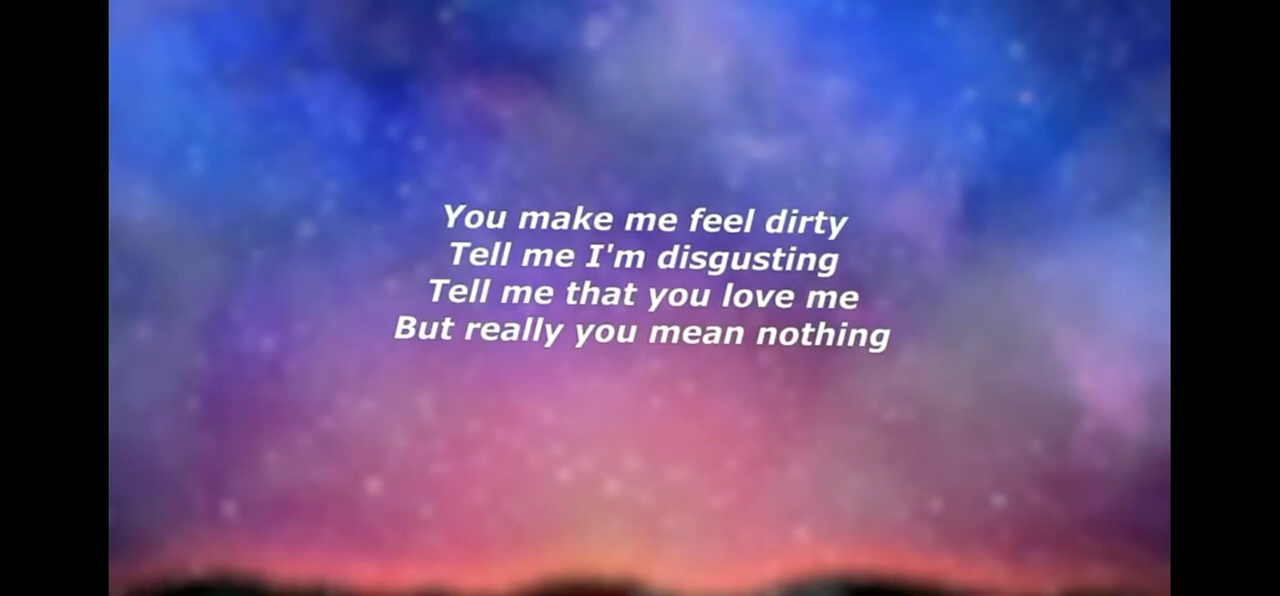 You make me feel dirty
Tell me I'm disgusting
Tell me that you love me
But really you mean nothing